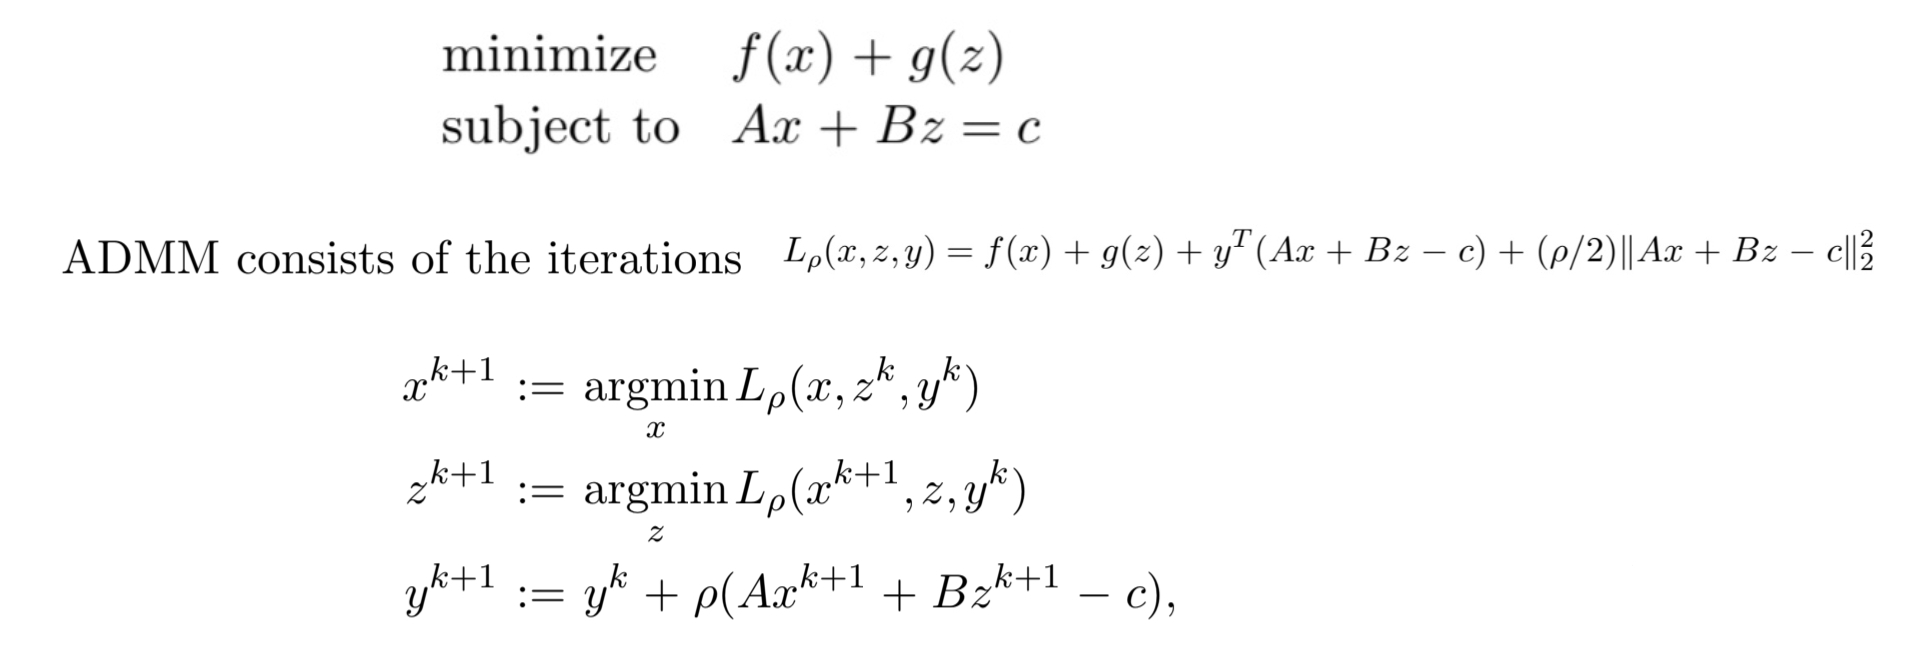 minimize f(x) + g(z)
subject to Ax + Bz = c
ADMM consists of the iterations L_ρ(x, z, y) = f(x) + g(z) + y^T(Ax + Bz − c) + (ρ/2)‖Ax + Bz − c‖_2^2
x^{k+1} := argmin_x L_ρ(x, z^k, y^k)
z^{k+1} := argmin_z L_ρ(x^{k+1}, z, y^k)
y^{k+1} := y^k + ρ(Ax^{k+1} + Bz^{k+1} − c),